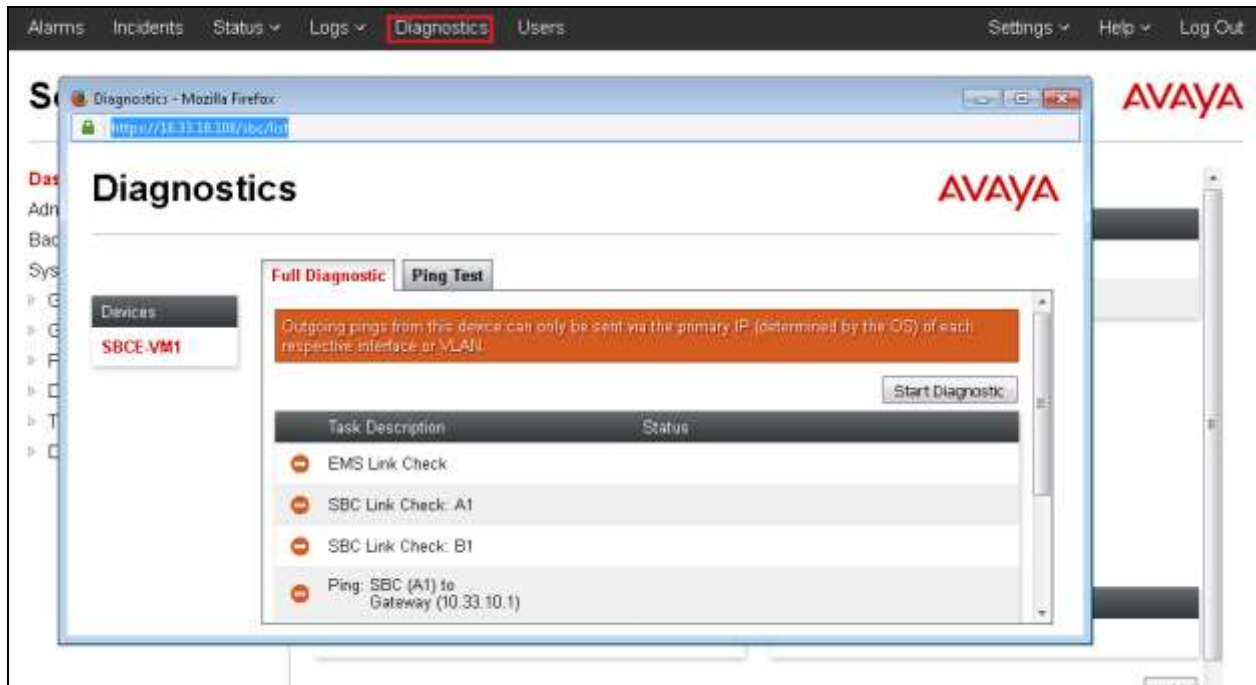 Alarms Incidents Status Logs Diagnostics Users Settings Help Log Out
AVAYA
Diagnostics - Mozilla Firefox
Diagnostics
AVAYA
Full Diagnostic Ping Test
Devices
SBCE-VM1
Outgoing pings from this device can only be sent via the primary IP (determined by the OS) of each
respective interface or VLAN.
Start Diagnostic
Task Description Status
EMS Link Check
SBC Link Check: A1
SBC Link Check: B1
Ping: SBC (A1) to
Gateway (10.33.10.1)